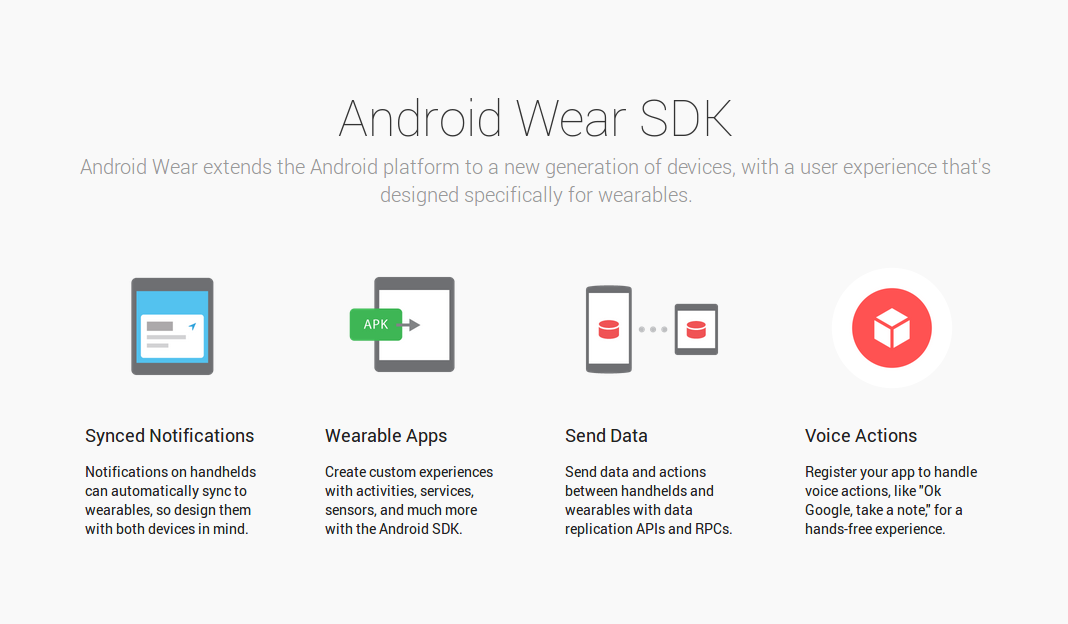 Android Wear SDK
Android Wear extends the Android platform to a new generation of devices, with a user experience that's
designed specifically for wearables.
APK
Synced Notifications
Notifications on handhelds
can automatically sync to
wearables, so design them
with both devices in mind.
Wearable Apps
Create custom experiences
with activities, services,
sensors, and much more
with the Android SDK.
Send Data
Send data and actions
between handhelds and
wearables with data
replication APIs and RPCs.
Voice Actions
Register your app to handle
voice actions, like "Ok
Google, take a note," for a
hands-free experience.